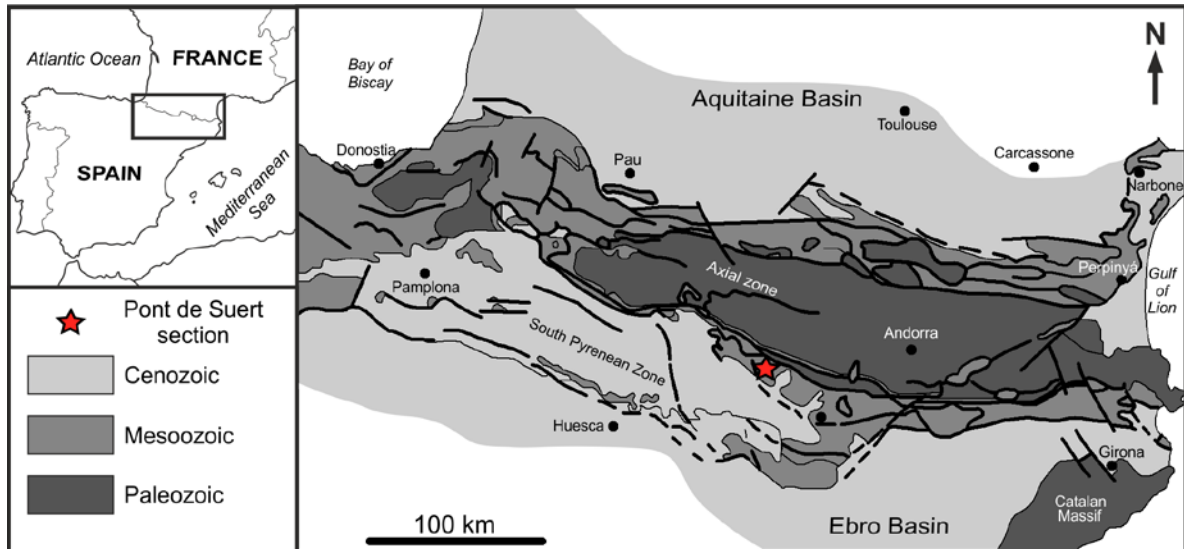 Atlantic Ocean
FRANCE
SPAIN
Mediterranean
Sea
Pont de Suert
section
Cenozoic
Mesoozoic
Paleozoic
Bay of
Biscay
Aquitaine Basin
N
Toulouse
Donostia
Pau
Carcassone
Narbone
Axial zone
Perpinyà
Gulf
of
Lion
Pamplona
Andorra
South Pyrenean Zone
Huesca
Girona
Catalan
Massif
100 km
Ebro Basin